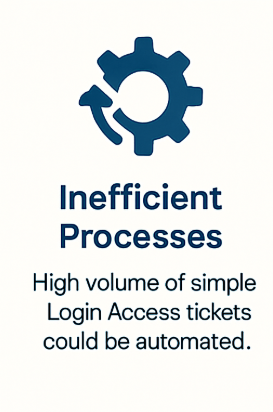 Inefficient
Processes
High volume of simple
Login Access tickets
could be automated.